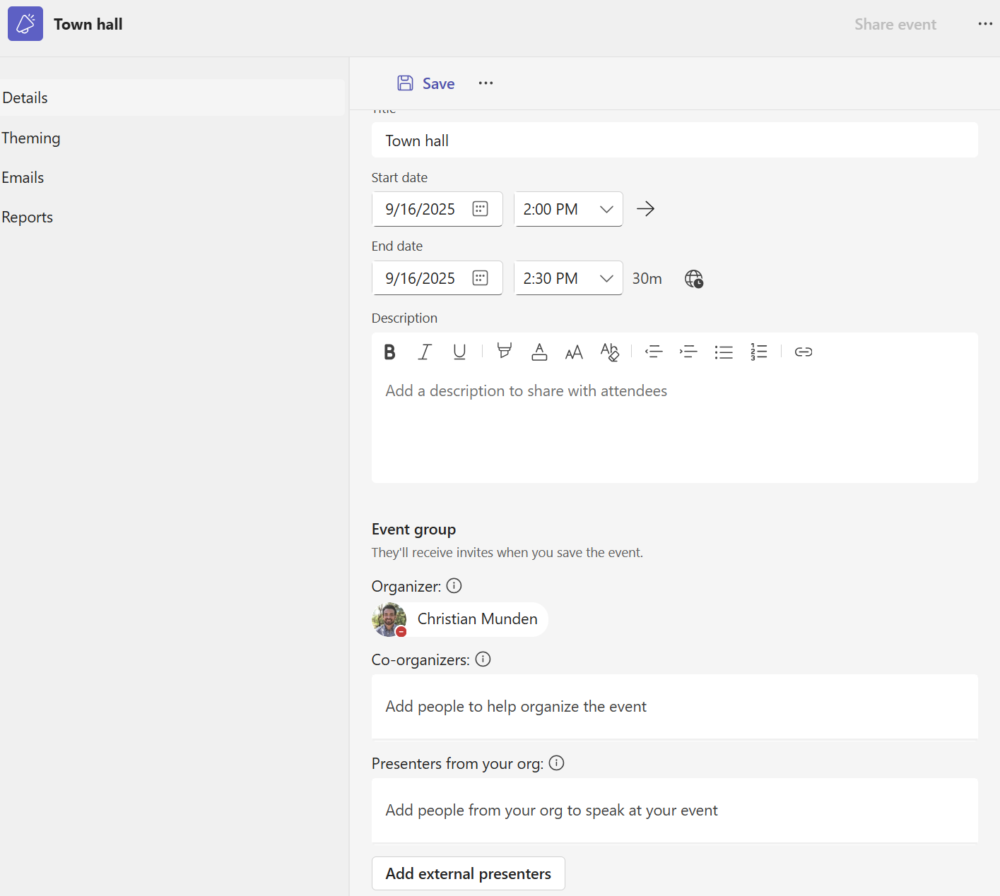 Town hall
Share event
Details
Theming
Emails
Reports
Save
Title
Town hall
Start date
9/16/2025
2:00 PM
End date
9/16/2025
2:30 PM
30m
Description
Add a description to share with attendees
Event group
They'll receive invites when you save the event.
Organizer:
Christian Munden
Co-organizers:
Add people to help organize the event
Presenters from your org:
Add people from your org to speak at your event
Add external presenters